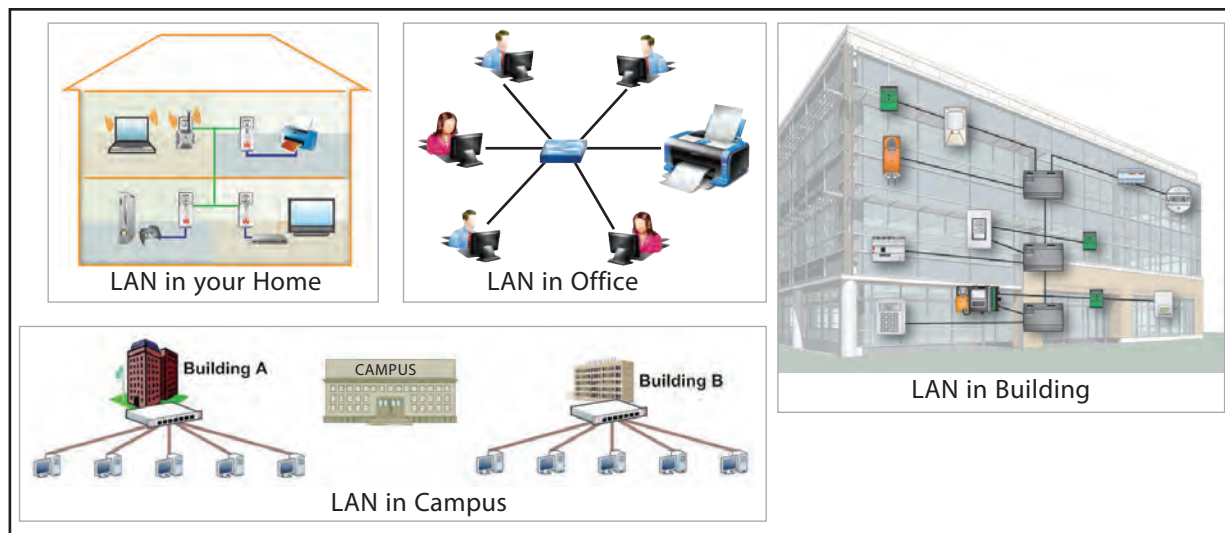 LAN in your Home
LAN in Office
LAN in Building
Building A
CAMPUS
Building B
LAN in Campus